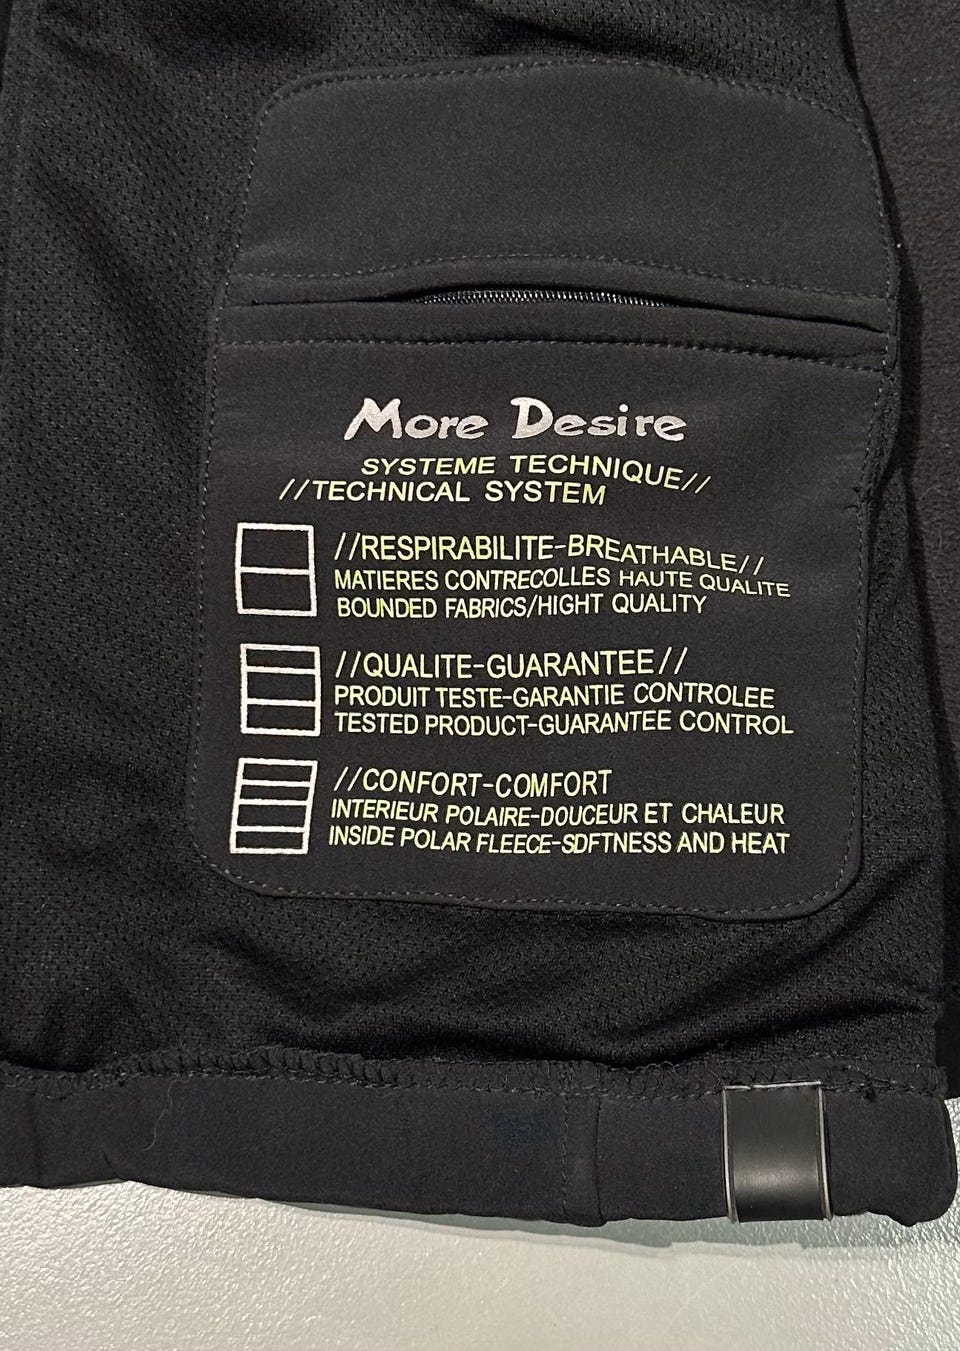 More Desire
SYSTEME TECHNIQUE//
//TECHNICAL SYSTEM
//RESPIRABILITE-BREATHABLE//
MATIERES CONTRECOLLES HAUTE QUALITE
BOUNDED FABRICS/HIGHT QUALITY
//QUALITE-GUARANTEE//
PRODUIT TESTE-GARANTIE CONTROLEE
TESTED PRODUCT-GUARANTEE CONTROL
//CONFORT-COMFORT
INTERIEUR POLAIRE-DOUCEUR ET CHALEUR
INSIDE POLAR FLEECE-SDFTNESS AND HEAT